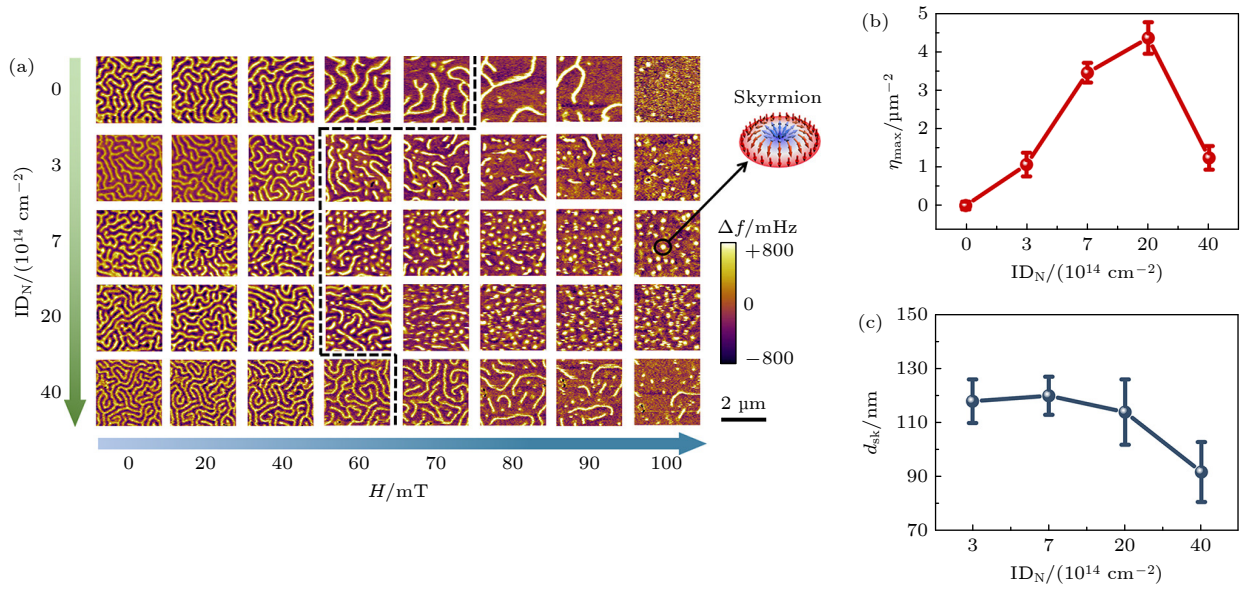 (a)
ID_N/(10^14 cm^−2)
0
3
7
20
40
0 20 40 60 70 80 90 100
H/mT
Skyrmion
Δf/mHz
+800
0
−800
2 µm
(b)
η_max/µm^−2
5
4
3
2
1
0
0 3 7 20 40
ID_N/(10^14 cm^−2)
(c)
d_sk/nm
150
130
110
90
70
3 7 20 40
ID_N/(10^14 cm^−2)